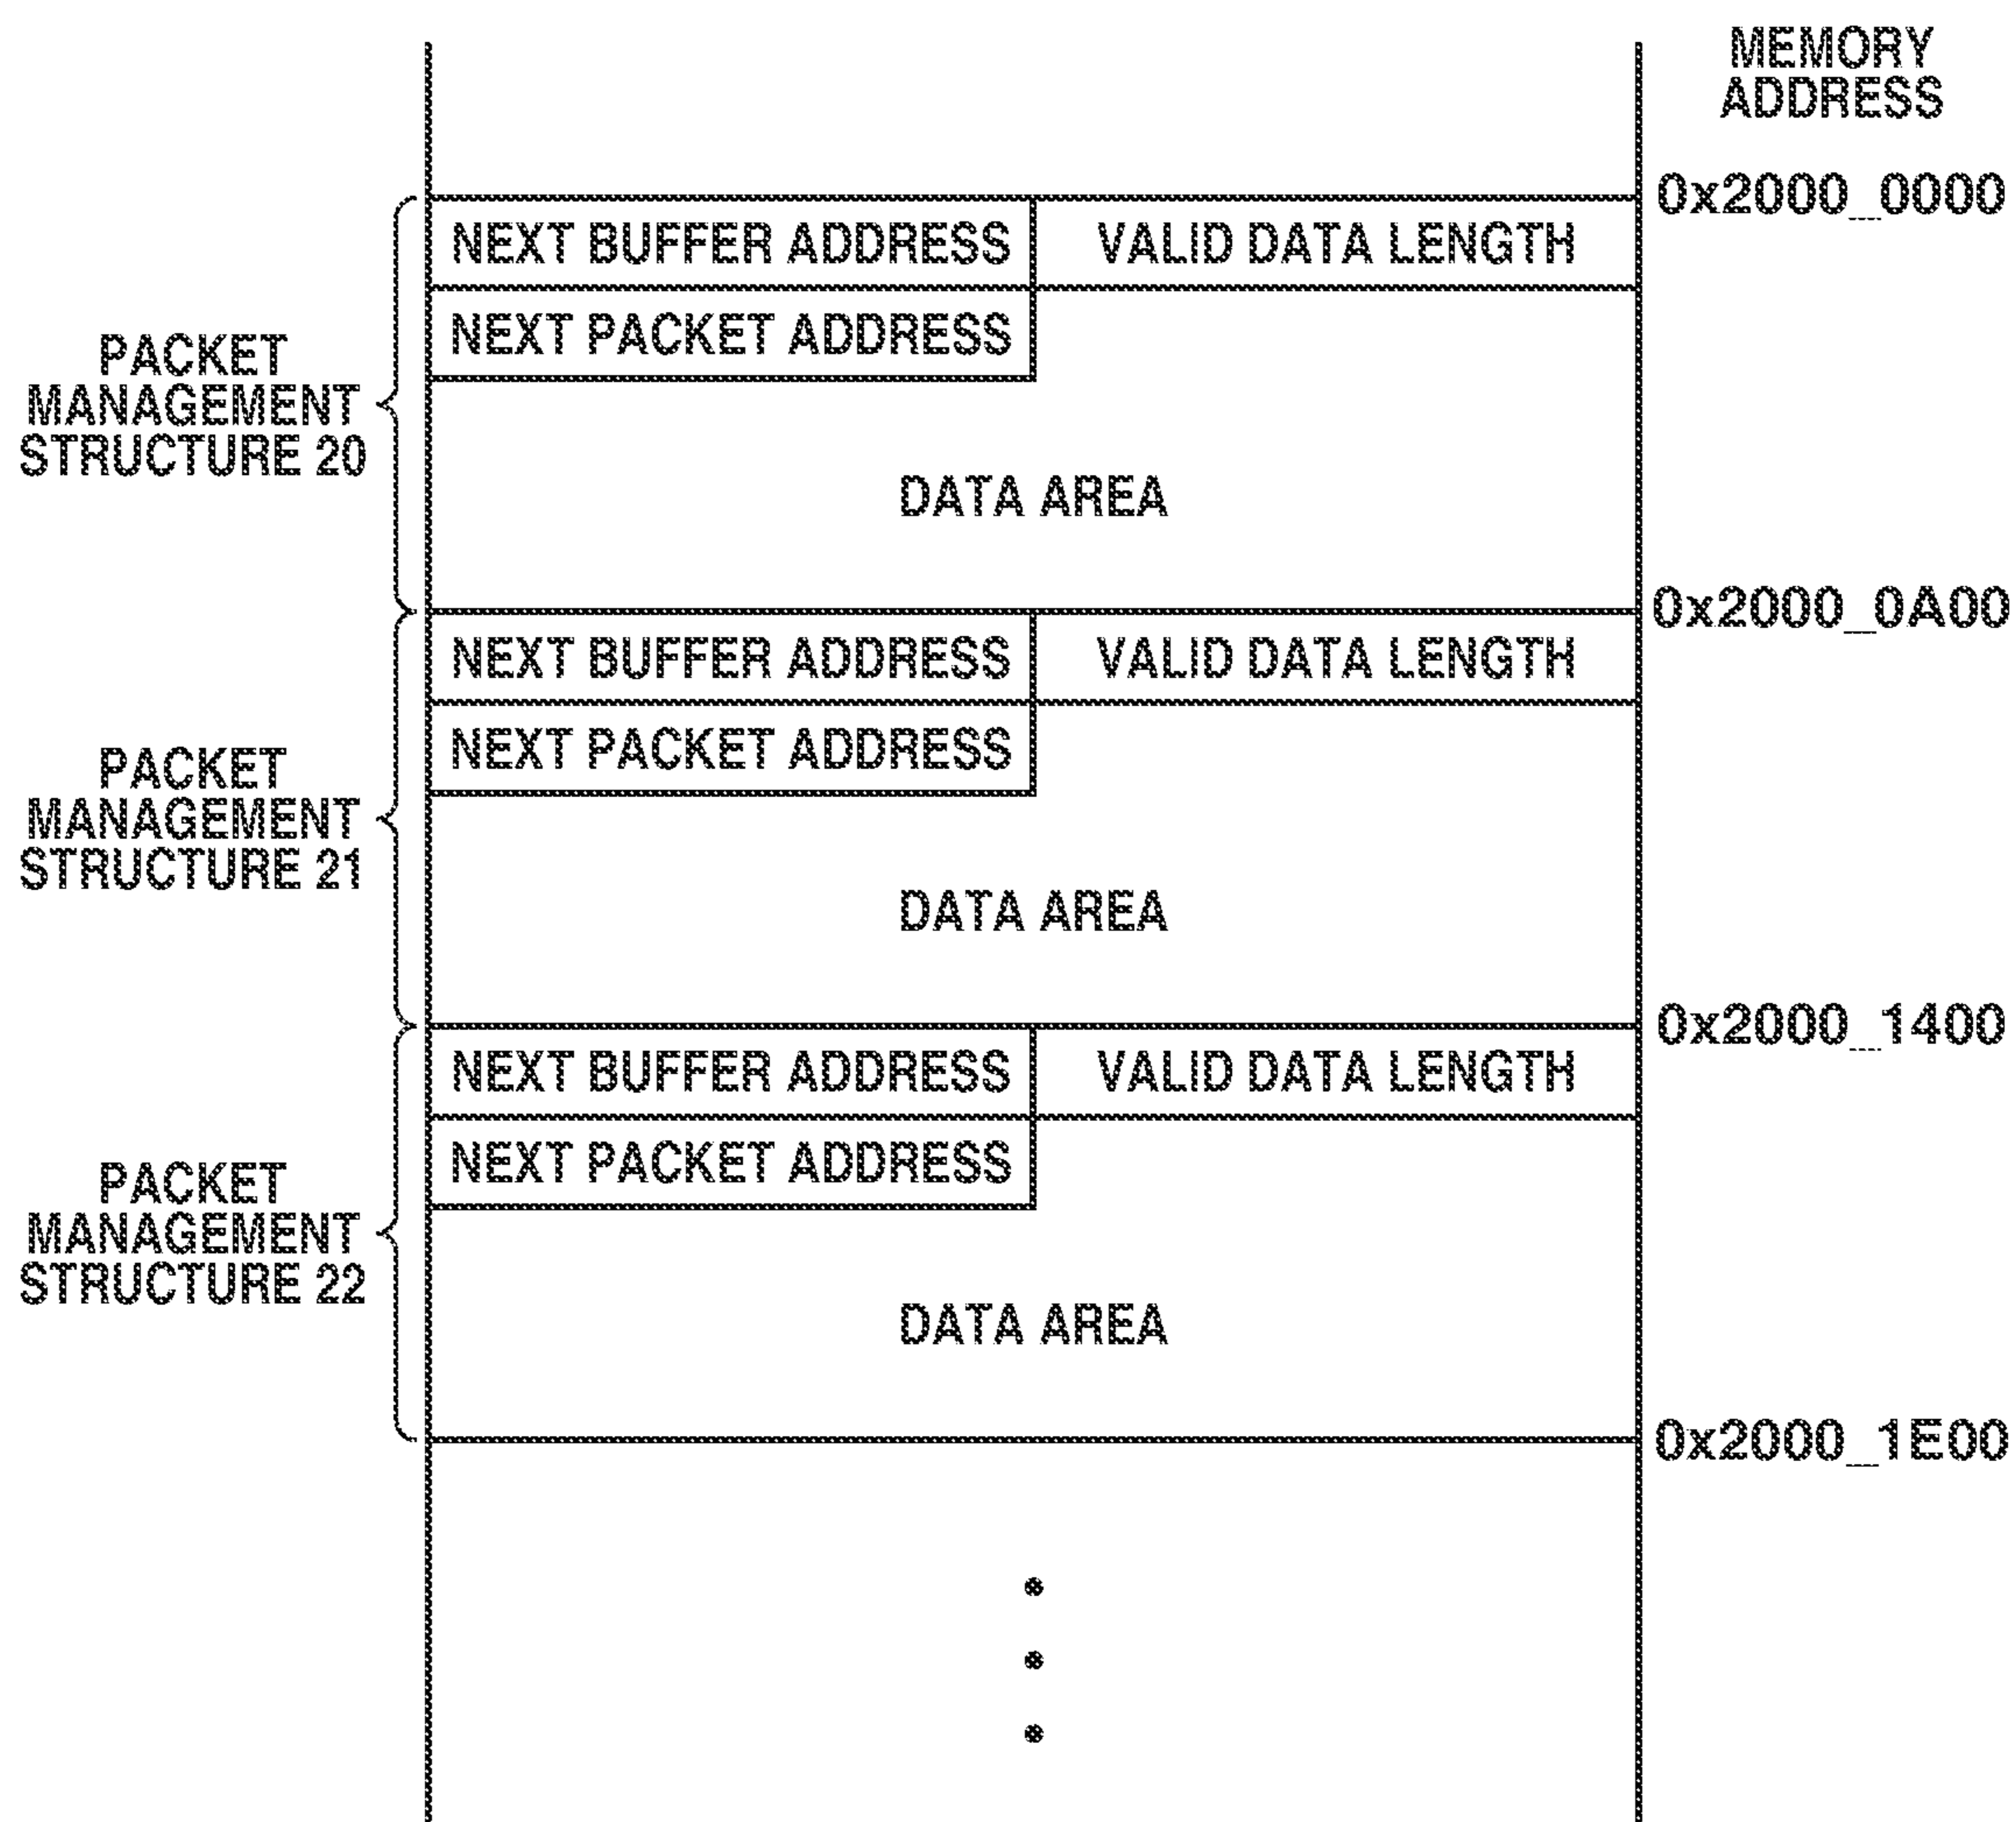 MEMORY
ADDRESS
0x2000_0000
NEXT BUFFER ADDRESS VALID DATA LENGTH
NEXT PACKET ADDRESS
PACKET
MANAGEMENT
STRUCTURE 20
DATA AREA
0x2000_0A00
NEXT BUFFER ADDRESS VALID DATA LENGTH
NEXT PACKET ADDRESS
PACKET
MANAGEMENT
STRUCTURE 21
DATA AREA
0x2000_1400
NEXT BUFFER ADDRESS VALID DATA LENGTH
NEXT PACKET ADDRESS
PACKET
MANAGEMENT
STRUCTURE 22
DATA AREA
0x2000_1E00